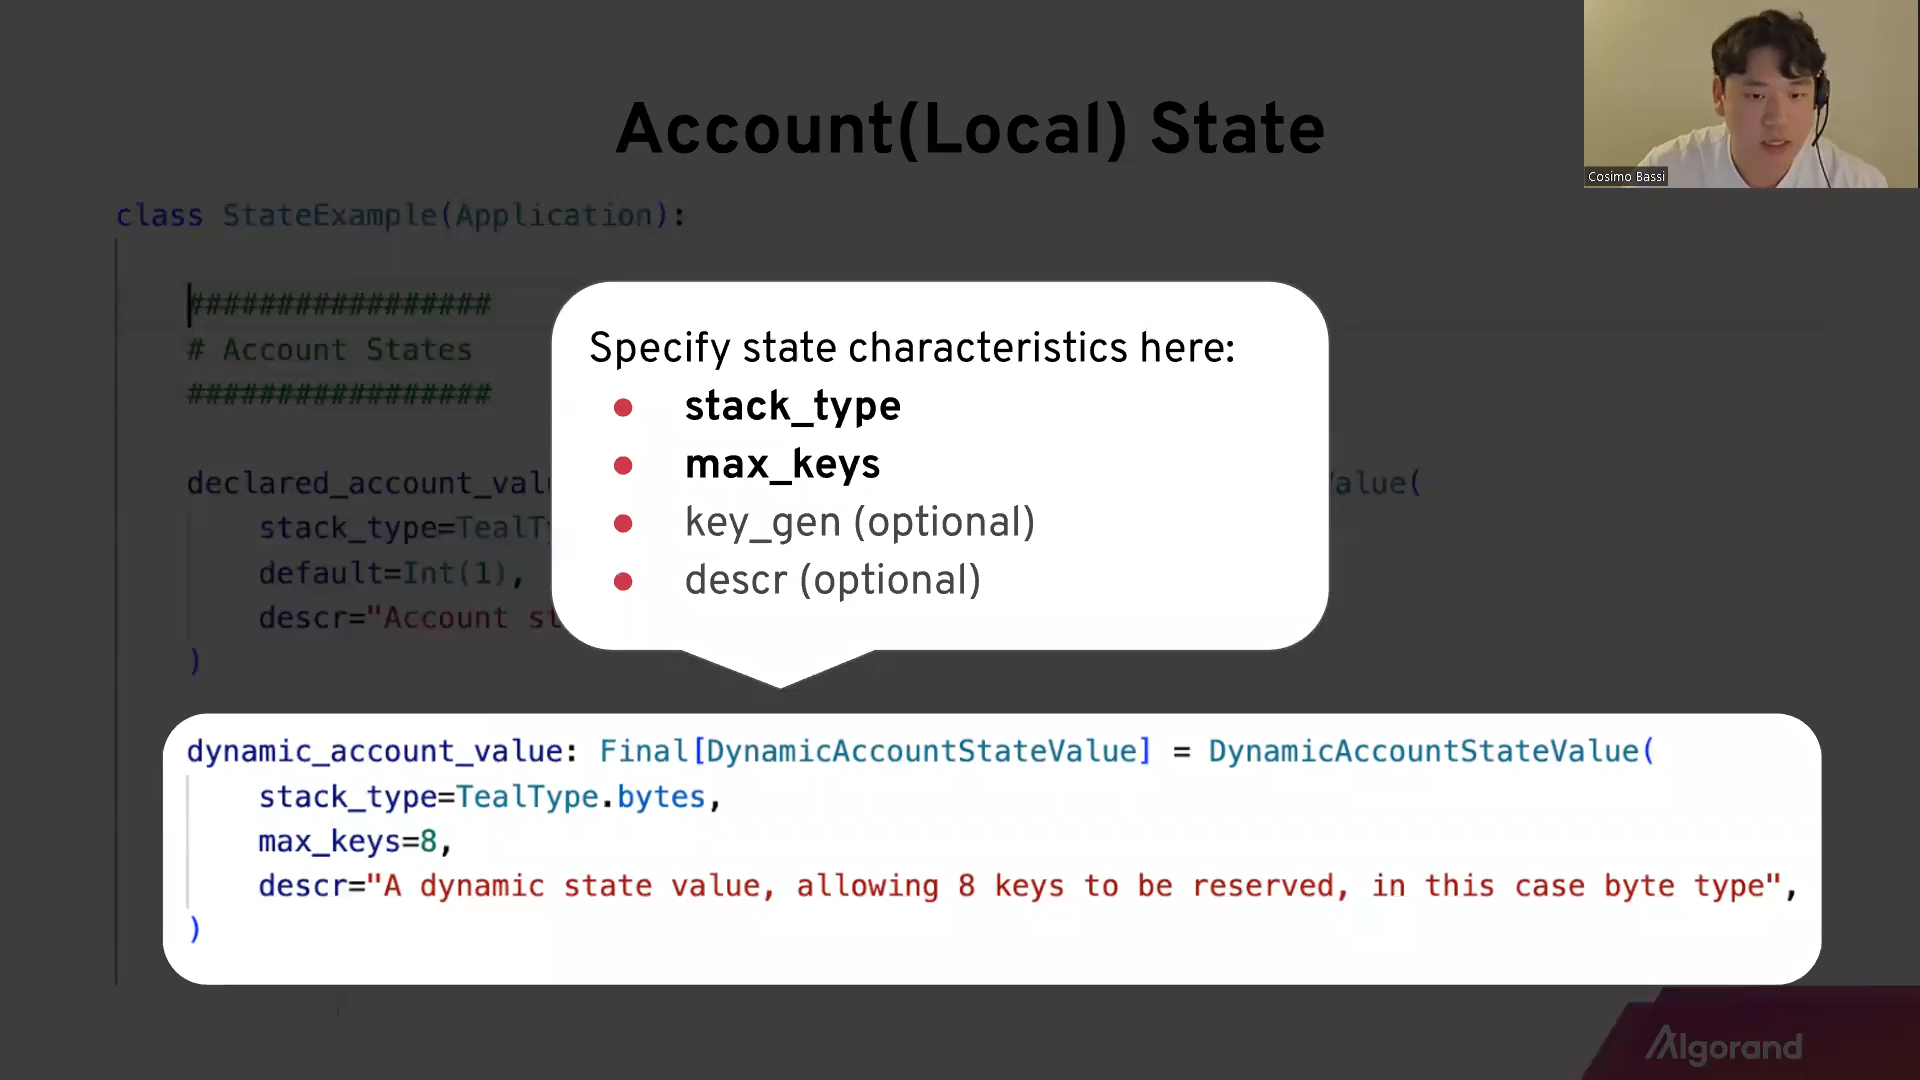 Account(Local) State
Cosimo Bassi
class StateExample(Application):
#################
# Account States
#################
Specify state characteristics here:
● stack_type
● max_keys
● key_gen (optional)
● descr (optional)
declared_account_val
alue(
stack_type=TealTy
default=Int(1),
descr="Account st
)
dynamic_account_value: Final[DynamicAccountStateValue] = DynamicAccountStateValue(
stack_type=TealType.bytes,
max_keys=8,
descr="A dynamic state value, allowing 8 keys to be reserved, in this case byte type",
)
Algorand